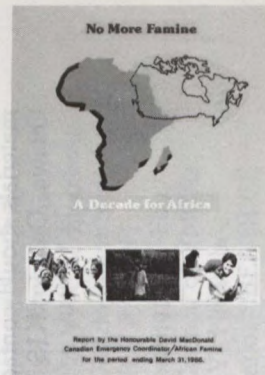 No More Famine
A Decade for Africa
Report by the Honourable David MacDonald
Canadian Emergency Coordinator/African Famine
for the period ending March 31, 1986.